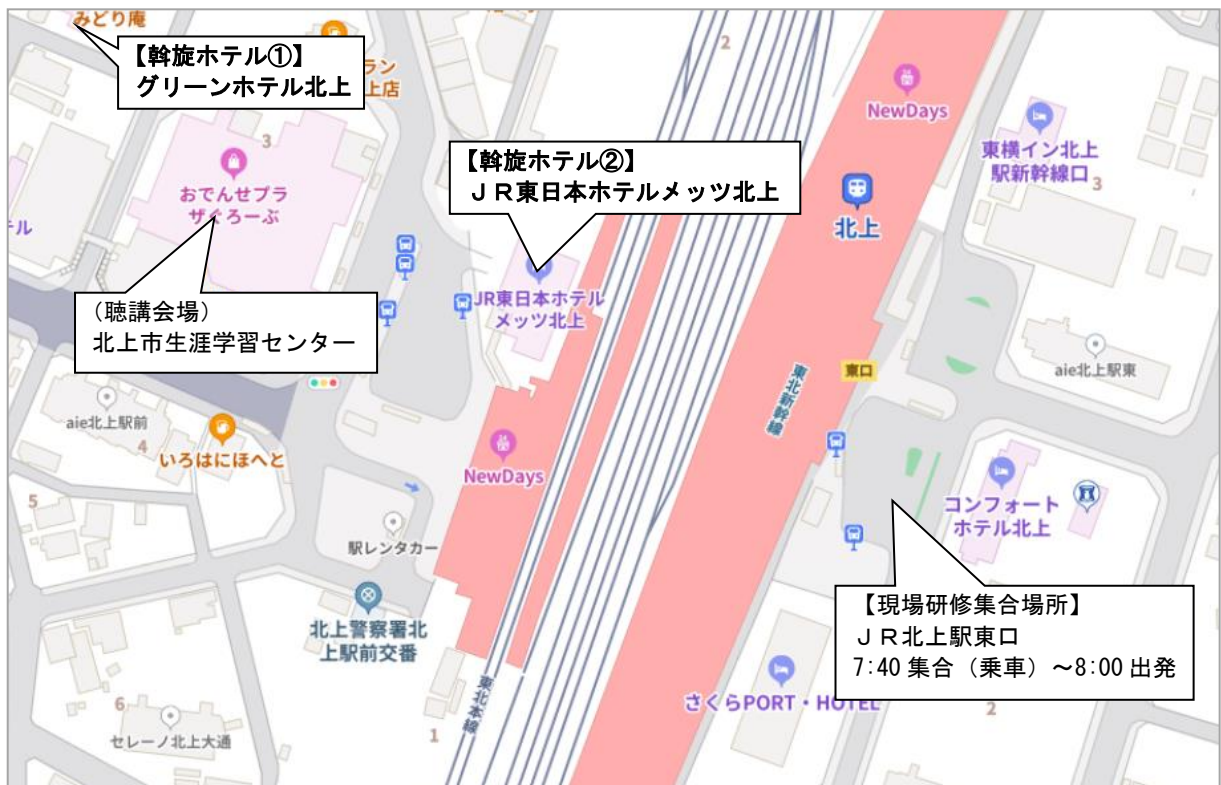 みどり庵
【斡旋ホテル①】
グリーンホテル北上
ラン
上店
2
NewDays
3
おでんせプラ
ザぐろーぶ
【斡旋ホテル②】
ＪＲ東日本ホテルメッツ北上
東横イン北上
駅新幹線口
3
北上
ール
JR東日本ホテル
メッツ北上
（聴講会場）
北上市生涯学習センター
東口
東北新幹線
aie北上駅東
aie北上駅前
4
いろはにほへと
NewDays
5
コンフォート
ホテル北上
駅レンタカー
北上警察署北
上駅前交番
【現場研修集合場所】
ＪＲ北上駅東口
7:40 集合（乗車）～8:00 出発
東北本線
さくらPORT・HOTEL
2
6
セレーノ北上大通
1